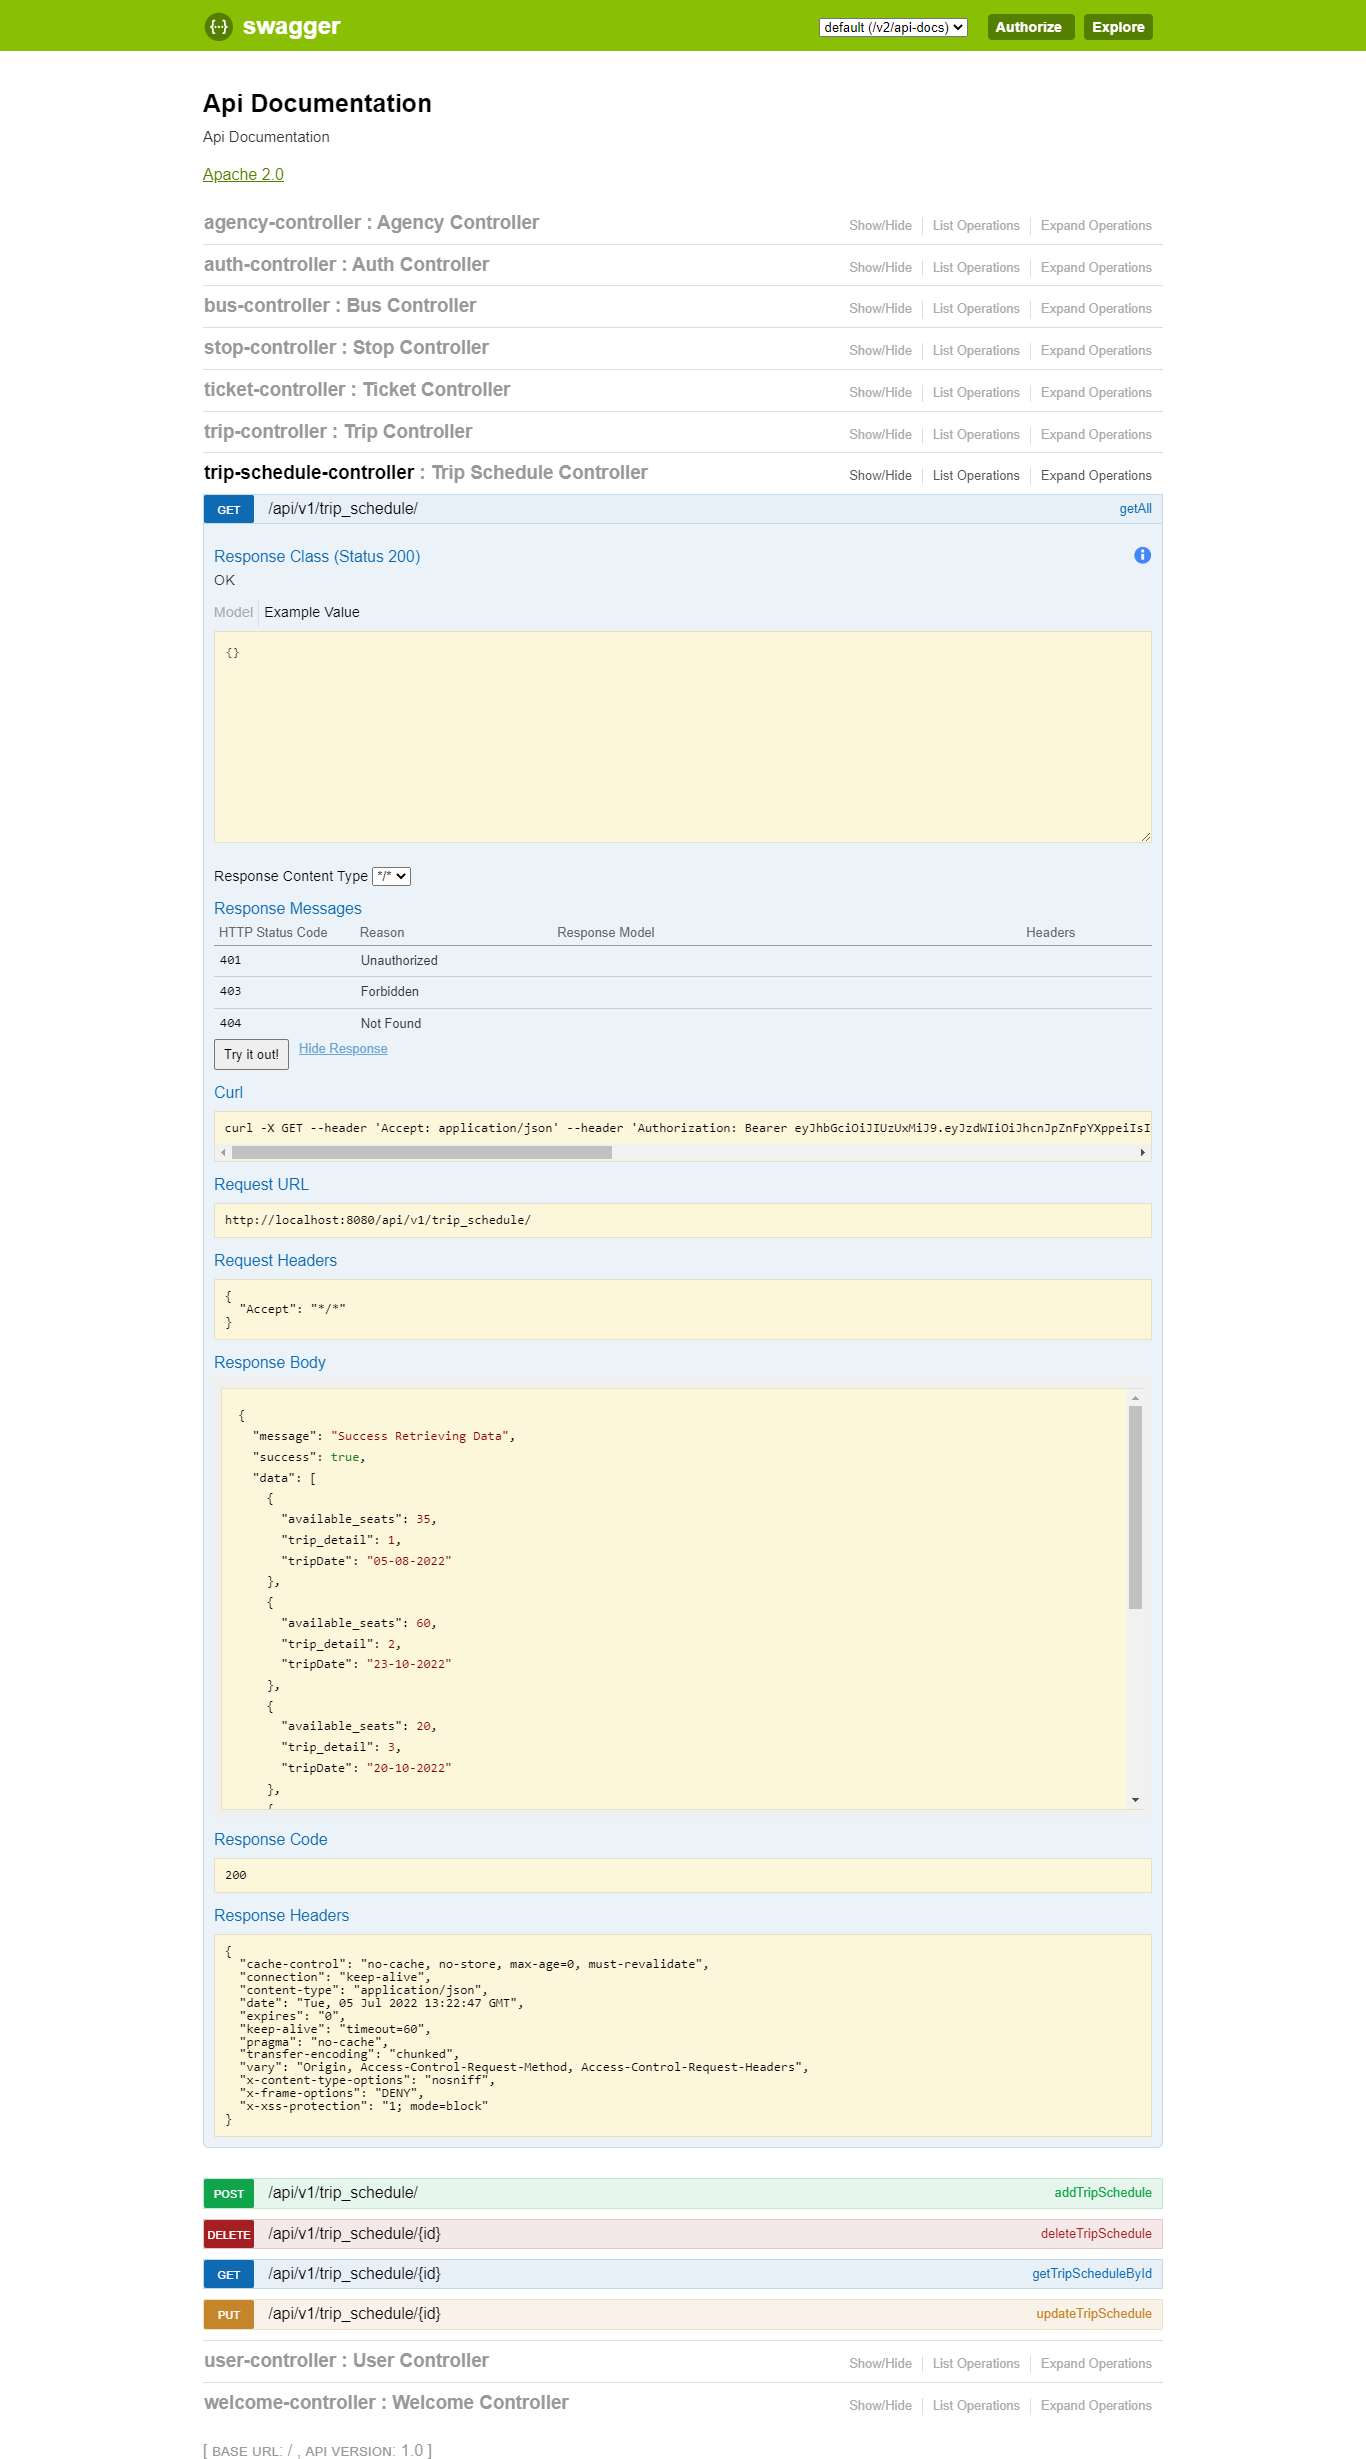 swagger
default (/v2/api-docs)
Authorize
Explore
Api Documentation
Api Documentation
Apache 2.0
agency-controller : Agency Controller
Show/Hide
List Operations
Expand Operations
auth-controller : Auth Controller
Show/Hide
List Operations
Expand Operations
bus-controller : Bus Controller
Show/Hide
List Operations
Expand Operations
stop-controller : Stop Controller
Show/Hide
List Operations
Expand Operations
ticket-controller : Ticket Controller
Show/Hide
List Operations
Expand Operations
trip-controller : Trip Controller
Show/Hide
List Operations
Expand Operations
trip-schedule-controller : Trip Schedule Controller
Show/Hide
List Operations
Expand Operations
GET /api/v1/trip_schedule/ getAll
Response Class (Status 200)
OK
Model
Example Value
{}
Response Content Type */*
Response Messages
HTTP Status Code Reason Response Model Headers
401 Unauthorized
403 Forbidden
404 Not Found
Try it out!
Hide Response
Curl
curl -X GET --header 'Accept: application/json' --header 'Authorization: Bearer eyJhbGciOiJIUzUxMiJ9.eyJzdWIiOiJhcnJpZnFpYXppeiIsI
Request URL
http://localhost:8080/api/v1/trip_schedule/
Request Headers
{
"Accept": "*/*"
}
Response Body
{
"message": "Success Retrieving Data",
"success": true,
"data": [
{
"available_seats": 35,
"trip_detail": 1,
"tripDate": "05-08-2022"
},
{
"available_seats": 60,
"trip_detail": 2,
"tripDate": "23-10-2022"
},
{
"available_seats": 20,
"trip_detail": 3,
"tripDate": "20-10-2022"
},
{
Response Code
200
Response Headers
{
"cache-control": "no-cache, no-store, max-age=0, must-revalidate",
"connection": "keep-alive",
"content-type": "application/json",
"date": "Tue, 05 Jul 2022 13:22:47 GMT",
"expires": "0",
"keep-alive": "timeout=60",
"pragma": "no-cache",
"transfer-encoding": "chunked",
"vary": "Origin, Access-Control-Request-Method, Access-Control-Request-Headers",
"x-content-type-options": "nosniff",
"x-frame-options": "DENY",
"x-xss-protection": "1; mode=block"
}
POST /api/v1/trip_schedule/ addTripSchedule
DELETE /api/v1/trip_schedule/{id} deleteTripSchedule
GET /api/v1/trip_schedule/{id} getTripScheduleById
PUT /api/v1/trip_schedule/{id} updateTripSchedule
user-controller : User Controller
Show/Hide
List Operations
Expand Operations
welcome-controller : Welcome Controller
Show/Hide
List Operations
Expand Operations
[ BASE URL: / , API VERSION: 1.0 ]